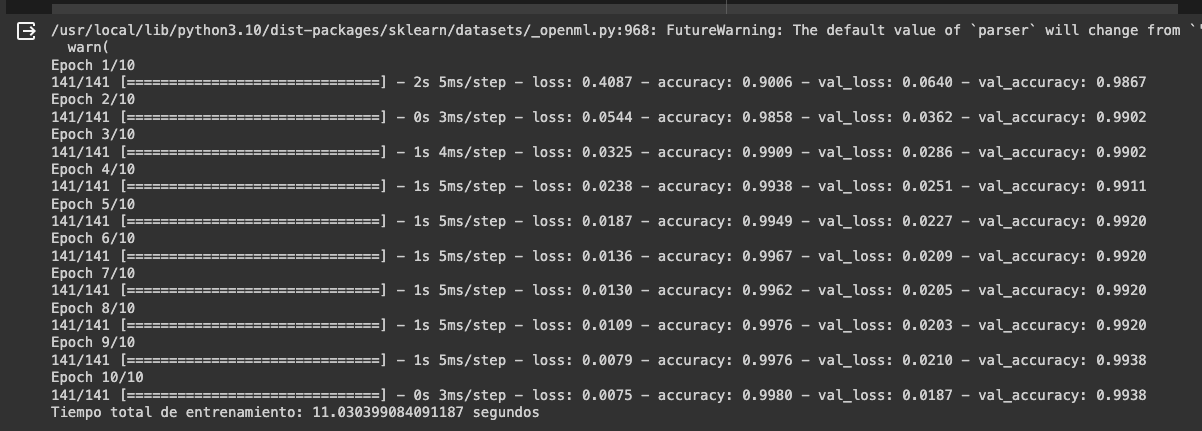 /usr/local/lib/python3.10/dist-packages/sklearn/datasets/_openml.py:968: FutureWarning: The default value of `parser` will change from `'
warn(
Epoch 1/10
141/141 [==============================] - 2s 5ms/step - loss: 0.4087 - accuracy: 0.9006 - val_loss: 0.0640 - val_accuracy: 0.9867
Epoch 2/10
141/141 [==============================] - 0s 3ms/step - loss: 0.0544 - accuracy: 0.9858 - val_loss: 0.0362 - val_accuracy: 0.9902
Epoch 3/10
141/141 [==============================] - 1s 4ms/step - loss: 0.0325 - accuracy: 0.9909 - val_loss: 0.0286 - val_accuracy: 0.9902
Epoch 4/10
141/141 [==============================] - 1s 5ms/step - loss: 0.0238 - accuracy: 0.9938 - val_loss: 0.0251 - val_accuracy: 0.9911
Epoch 5/10
141/141 [==============================] - 1s 5ms/step - loss: 0.0187 - accuracy: 0.9949 - val_loss: 0.0227 - val_accuracy: 0.9920
Epoch 6/10
141/141 [==============================] - 1s 5ms/step - loss: 0.0136 - accuracy: 0.9967 - val_loss: 0.0209 - val_accuracy: 0.9920
Epoch 7/10
141/141 [==============================] - 1s 5ms/step - loss: 0.0130 - accuracy: 0.9962 - val_loss: 0.0205 - val_accuracy: 0.9920
Epoch 8/10
141/141 [==============================] - 1s 5ms/step - loss: 0.0109 - accuracy: 0.9976 - val_loss: 0.0203 - val_accuracy: 0.9920
Epoch 9/10
141/141 [==============================] - 1s 5ms/step - loss: 0.0079 - accuracy: 0.9976 - val_loss: 0.0210 - val_accuracy: 0.9938
Epoch 10/10
141/141 [==============================] - 0s 3ms/step - loss: 0.0075 - accuracy: 0.9980 - val_loss: 0.0187 - val_accuracy: 0.9938
Tiempo total de entrenamiento: 11.030399084091187 segundos